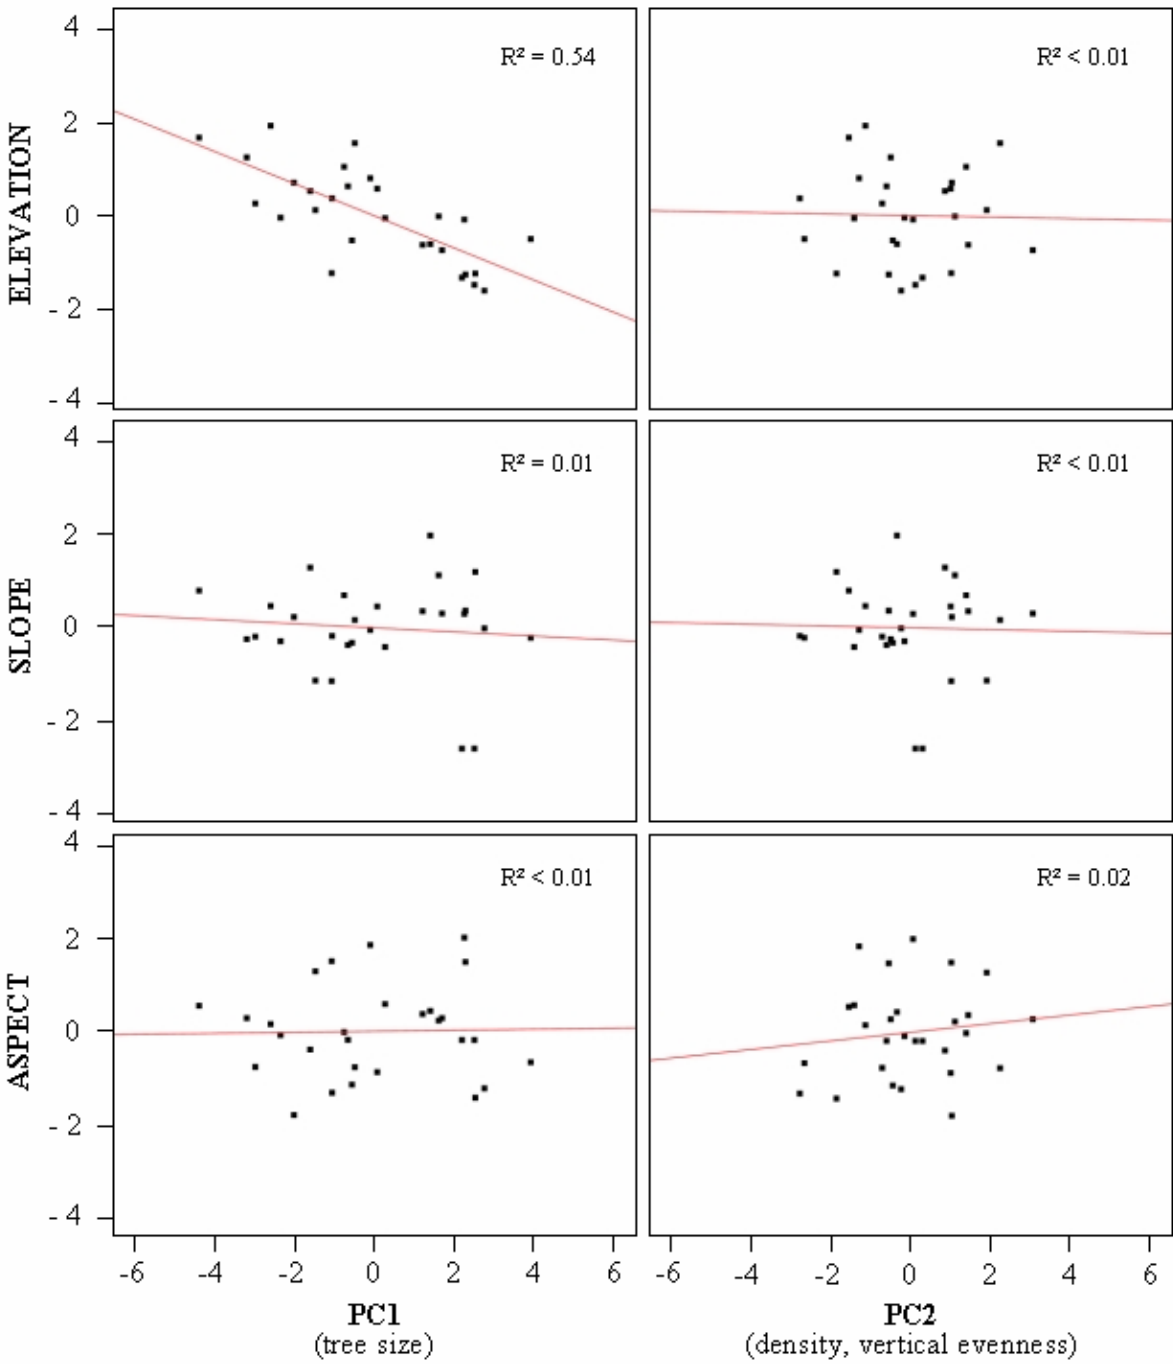 4
2
0
- 2
- 4
ELEVATION
R² = 0.54
R² < 0.01
4
2
0
- 2
- 4
SLOPE
R² = 0.01
R² < 0.01
4
2
0
- 2
- 4
ASPECT
R² < 0.01
R² = 0.02
-6 -4 -2 0 2 4 6
-6 -4 -2 0 2 4 6
PC1
(tree size)
PC2
(density, vertical evenness)